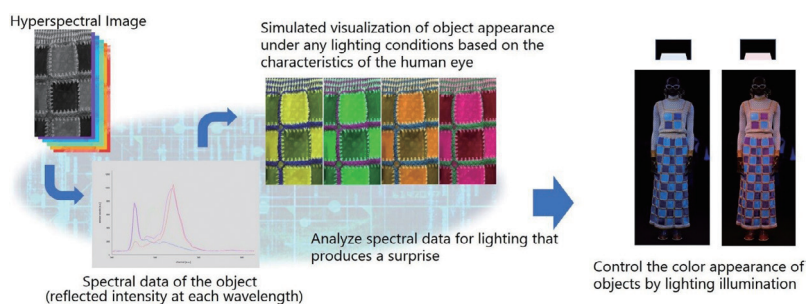 Hyperspectral Image
Simulated visualization of object appearance
under any lighting conditions based on the
characteristics of the human eye
Spectral data of the object
(reflected intensity at each wavelength)
Analyze spectral data for lighting that
produces a surprise
Control the color appearance of
objects by lighting illumination